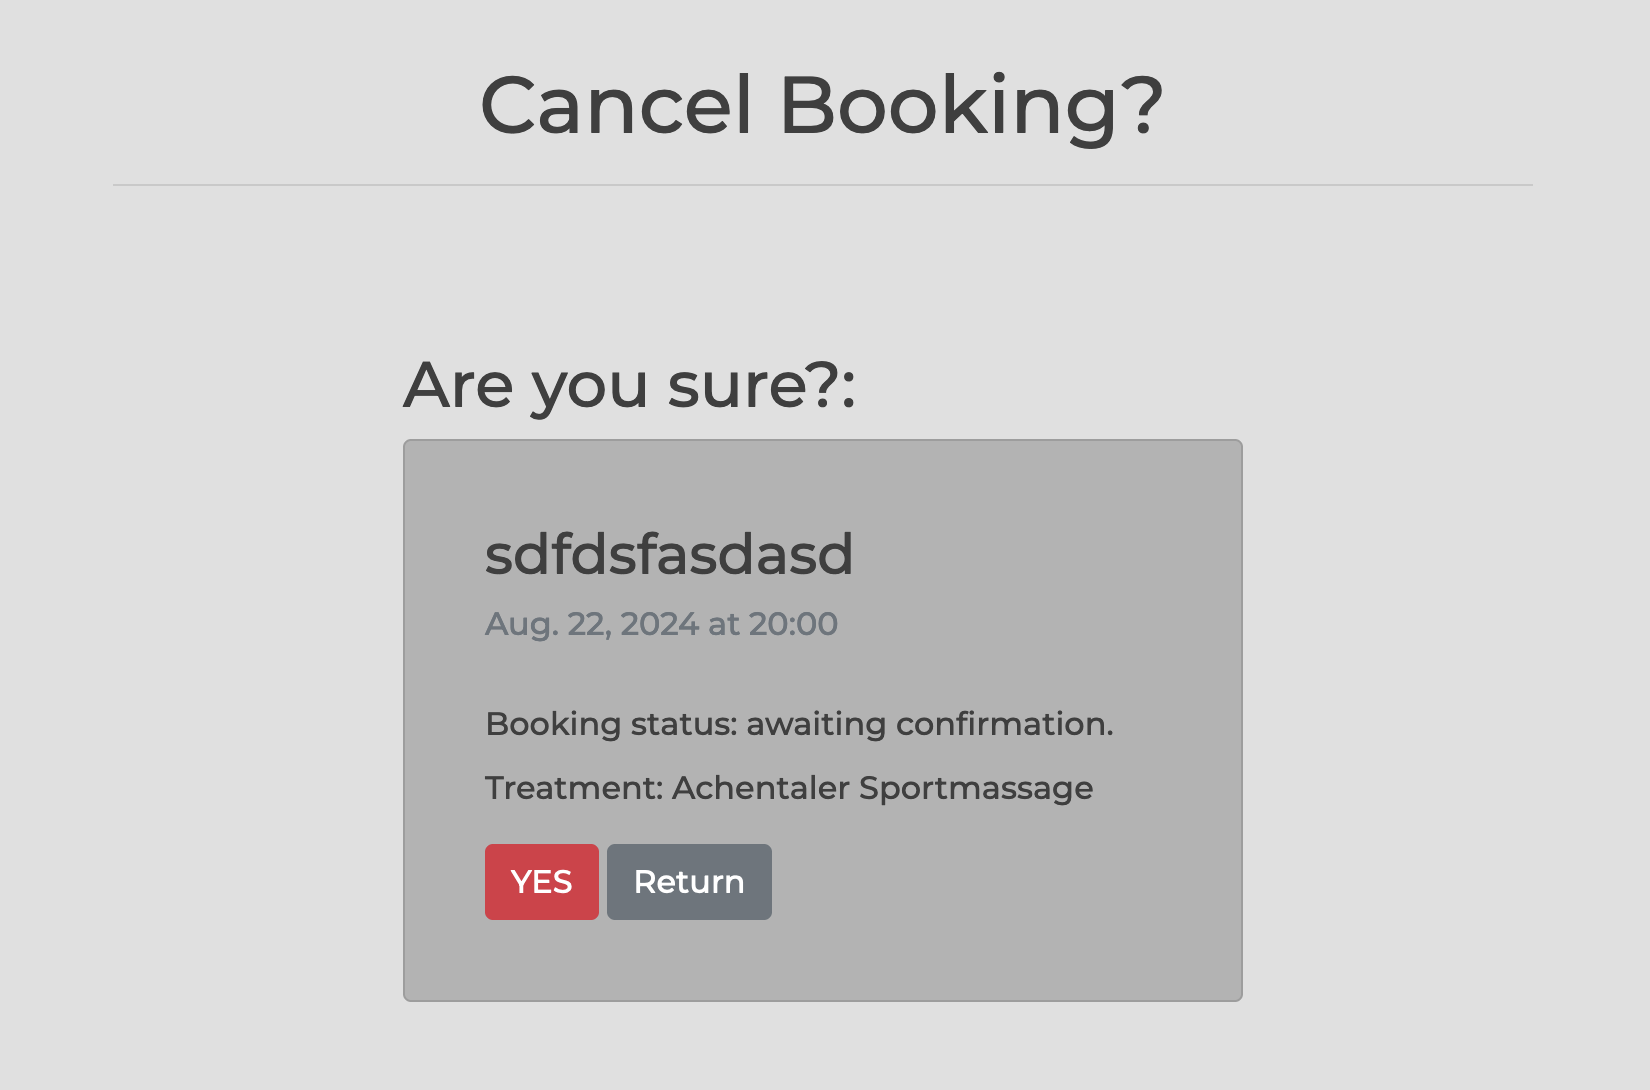 Cancel Booking?
Are you sure?:
sdfdsfasdasd
Aug. 22, 2024 at 20:00
Booking status: awaiting confirmation.
Treatment: Achentaler Sportmassage
YES Return